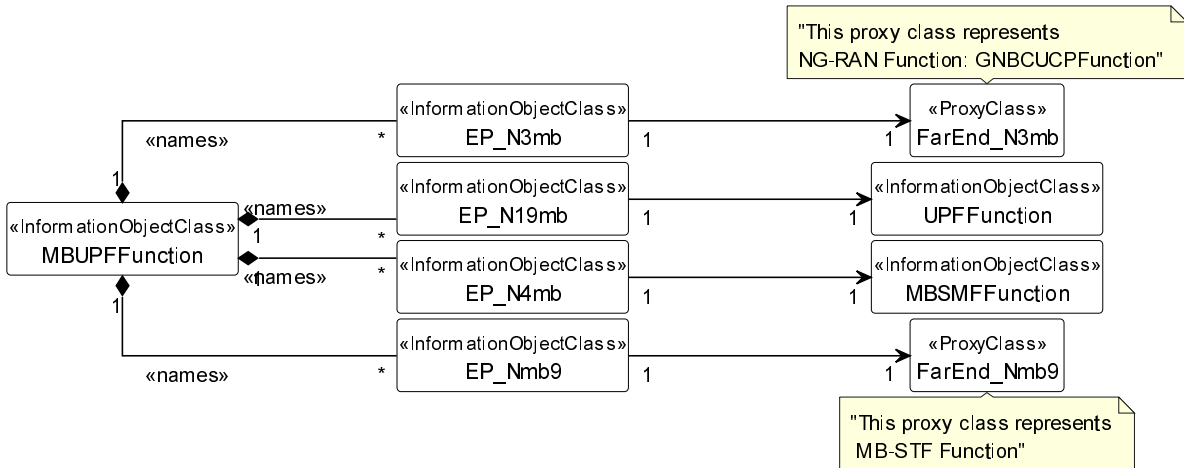 "This proxy class represents
NG-RAN Function: GNBCUCPFunction"
«InformationObjectClass»
EP_N3mb
«ProxyClass»
FarEnd_N3mb
«names»
*
1
1
1
«InformationObjectClass»
EP_N19mb
«InformationObjectClass»
UPFFunction
«names»
1
*
1
1
«InformationObjectClass»
MBUPFFunction
«InformationObjectClass»
EP_N4mb
«InformationObjectClass»
MBSMFFunction
«names»
1
*
1
1
1
«InformationObjectClass»
EP_Nmb9
«ProxyClass»
FarEnd_Nmb9
«names»
*
1
1
"This proxy class represents
MB-STF Function"